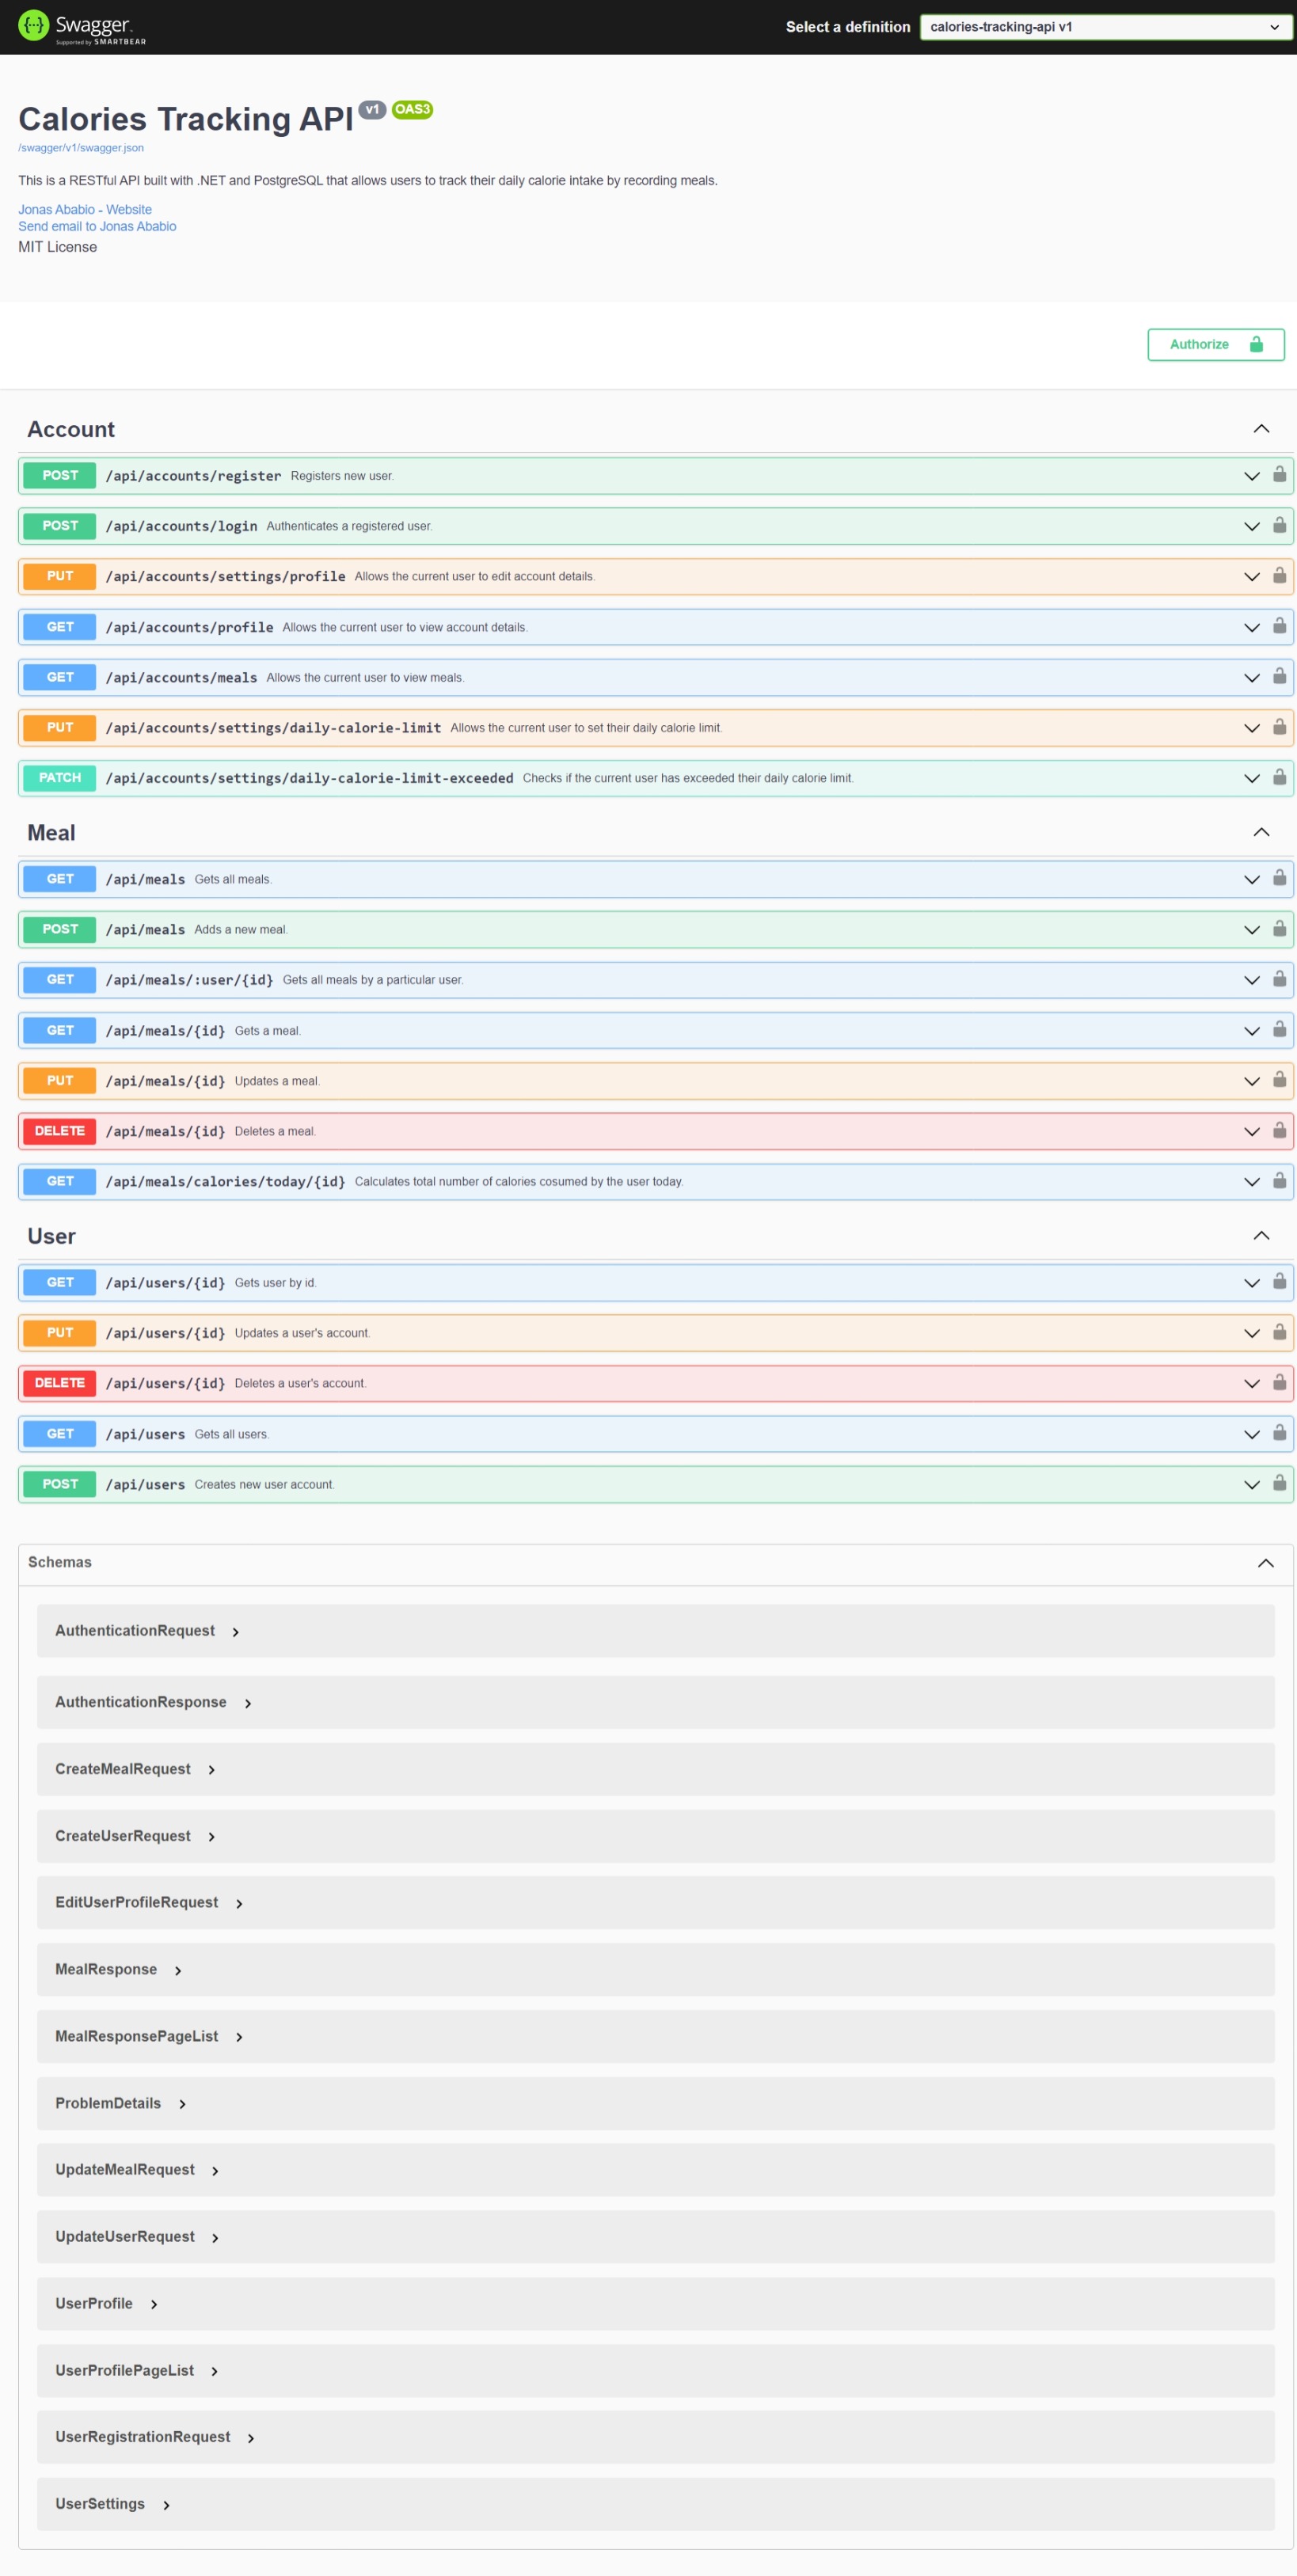 Swagger
Supported by SMARTBEAR
Select a definition
calories-tracking-api v1
Calories Tracking API v1 OAS3
/swagger/v1/swagger.json
This is a RESTful API built with .NET and PostgreSQL that allows users to track their daily calorie intake by recording meals.
Jonas Ababio - Website
Send email to Jonas Ababio
MIT License
Authorize
Account
POST /api/accounts/register Registers new user.
POST /api/accounts/login Authenticates a registered user.
PUT /api/accounts/settings/profile Allows the current user to edit account details.
GET /api/accounts/profile Allows the current user to view account details.
GET /api/accounts/meals Allows the current user to view meals.
PUT /api/accounts/settings/daily-calorie-limit Allows the current user to set their daily calorie limit.
PATCH /api/accounts/settings/daily-calorie-limit-exceeded Checks if the current user has exceeded their daily calorie limit.
Meal
GET /api/meals Gets all meals.
POST /api/meals Adds a new meal.
GET /api/meals/:user/{id} Gets all meals by a particular user.
GET /api/meals/{id} Gets a meal.
PUT /api/meals/{id} Updates a meal.
DELETE /api/meals/{id} Deletes a meal.
GET /api/meals/calories/today/{id} Calculates total number of calories cosumed by the user today.
User
GET /api/users/{id} Gets user by id.
PUT /api/users/{id} Updates a user's account.
DELETE /api/users/{id} Deletes a user's account.
GET /api/users Gets all users.
POST /api/users Creates new user account.
Schemas
AuthenticationRequest
AuthenticationResponse
CreateMealRequest
CreateUserRequest
EditUserProfileRequest
MealResponse
MealResponsePageList
ProblemDetails
UpdateMealRequest
UpdateUserRequest
UserProfile
UserProfilePageList
UserRegistrationRequest
UserSettings